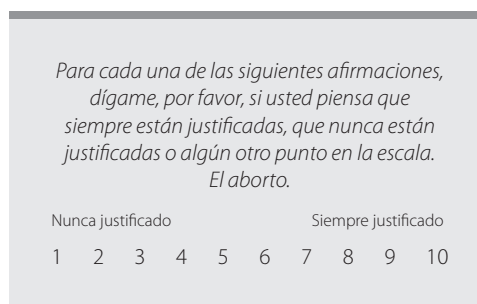 Para cada una de las siguientes afirmaciones,
dígame, por favor, si usted piensa que
siempre están justificadas, que nunca están
justificadas o algún otro punto en la escala.
El aborto.
Nunca justificado Siempre justificado
1 2 3 4 5 6 7 8 9 10